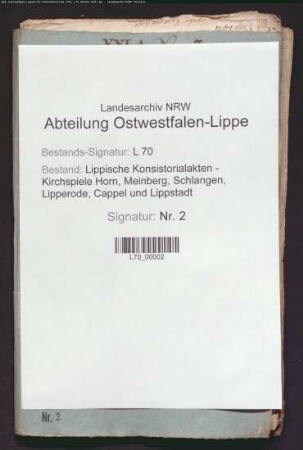 Landesarchiv NRW
Abteilung Ostwestfalen-Lippe
Bestands-Signatur: L 70
Bestand: Lippische Konsistorialakten -
Kirchspiele Horn, Meinberg, Schlangen,
Lipperode, Cappel und Lippstadt
Signatur: Nr. 2
L70_00002
Nr. 2